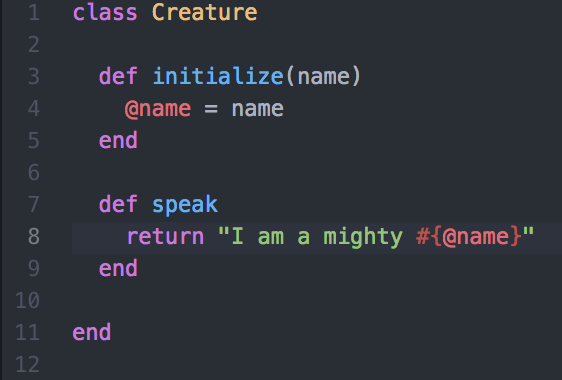 1 class Creature
2
3   def initialize(name)
4     @name = name
5   end
6
7   def speak
8     return "I am a mighty #{@name}"
9   end
10
11 end
12